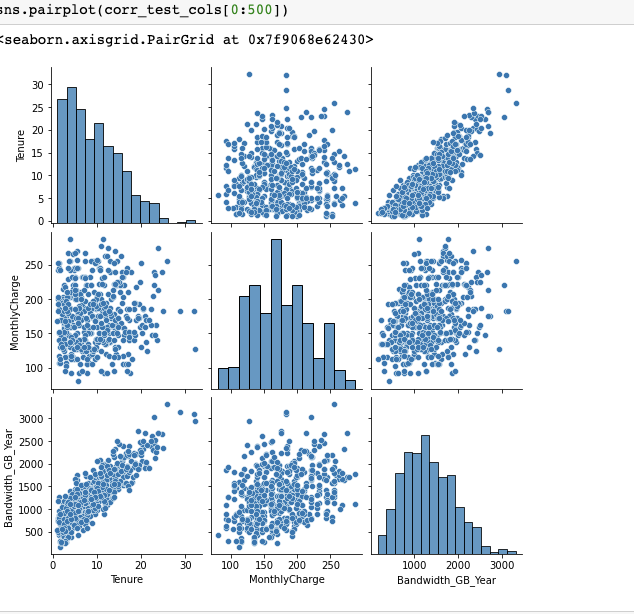 sns.pairplot(corr_test_cols[0:500])
<seaborn.axisgrid.PairGrid at 0x7f9068e62430>
Tenure
30
25
20
15
10
5
0
MonthlyCharge
250
200
150
100
Bandwidth_GB_Year
3000
2500
2000
1500
1000
500
0 10 20 30
100 150 200 250
1000 2000 3000
Tenure
MonthlyCharge
Bandwidth_GB_Year